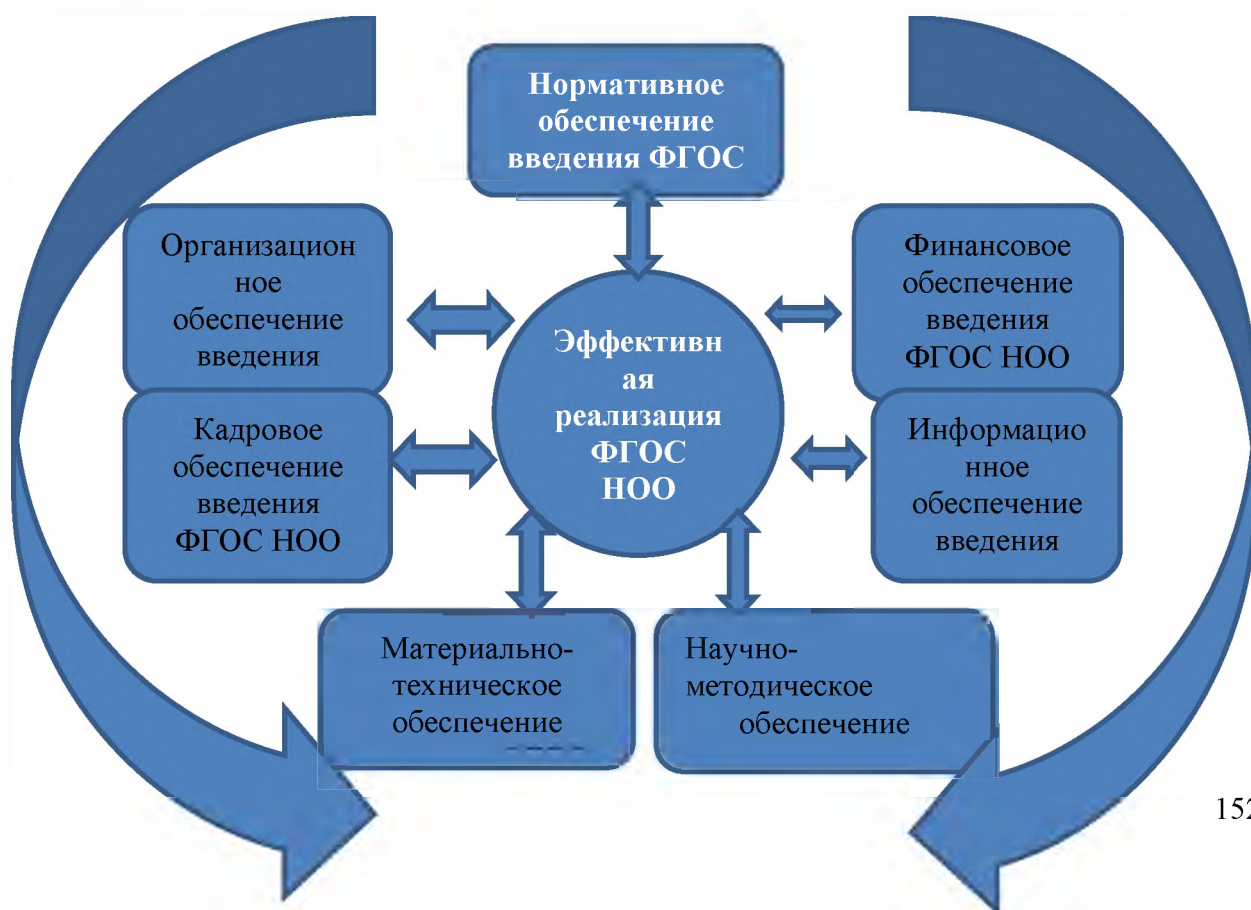 Нормативное
обеспечение
введения ФГОС
Организацион
ное
обеспечение
введения
Финансовое
обеспечение
введения
ФГОС НОО
Эффективн
ая
реализация
ФГОС
НОО
Кадровое
обеспечение
введения
ФГОС НОО
Информацио
нное
обеспечение
введения
Материально-
техническое
обеспечение
Научно-
методическое
обеспечение
152